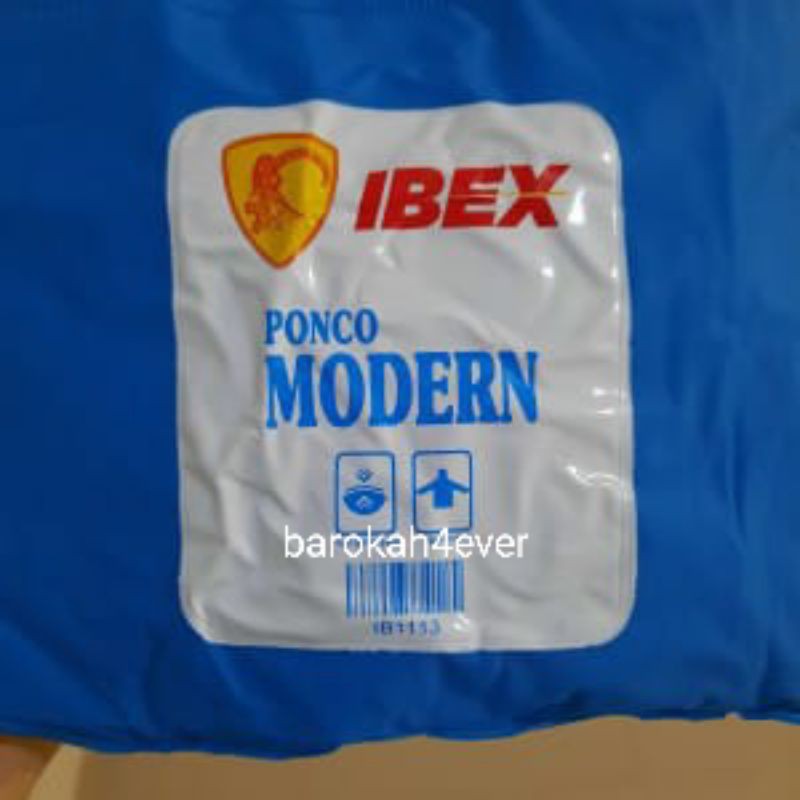 IBEX
PONCO
MODERN
barokah4ever
IB1153